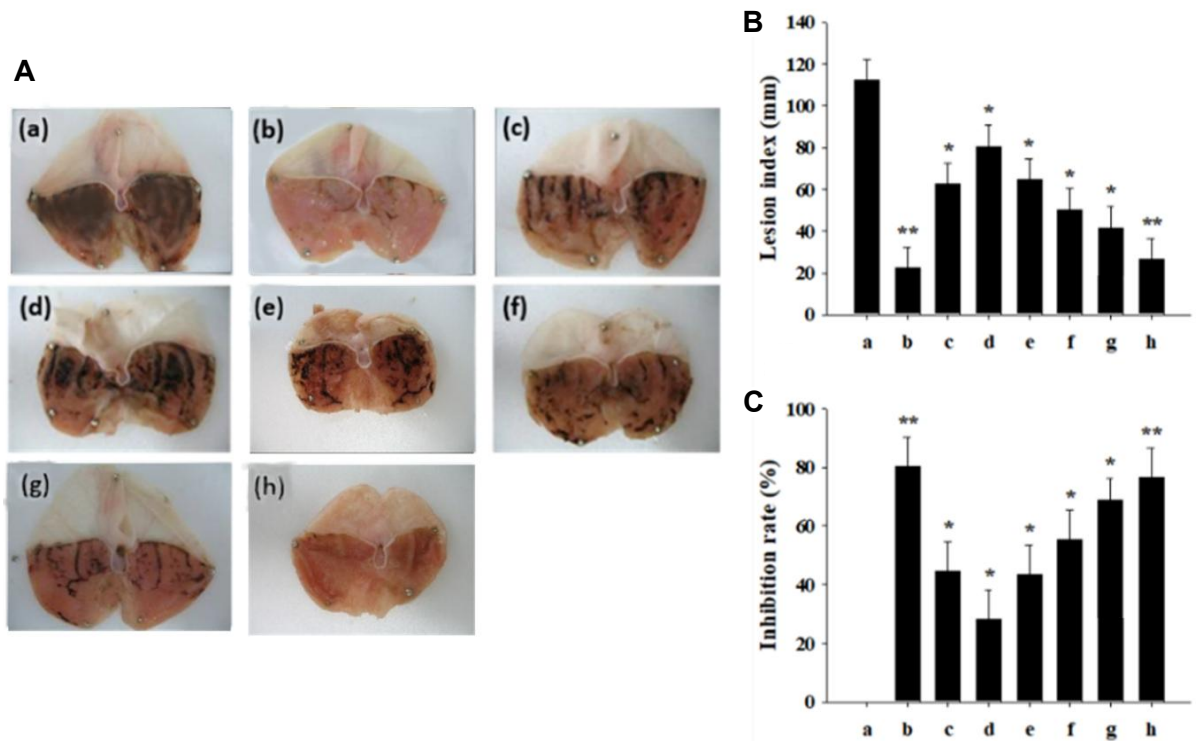 A
(a)
(b)
(c)
(d)
(e)
(f)
(g)
(h)
B
Lesion index (mm)
140
120
100
80
60
40
20
0
**
*
*
*
*
*
**
a b c d e f g h
C
Inhibition rate (%)
100
80
60
40
20
0
**
*
*
*
*
*
**
a b c d e f g h